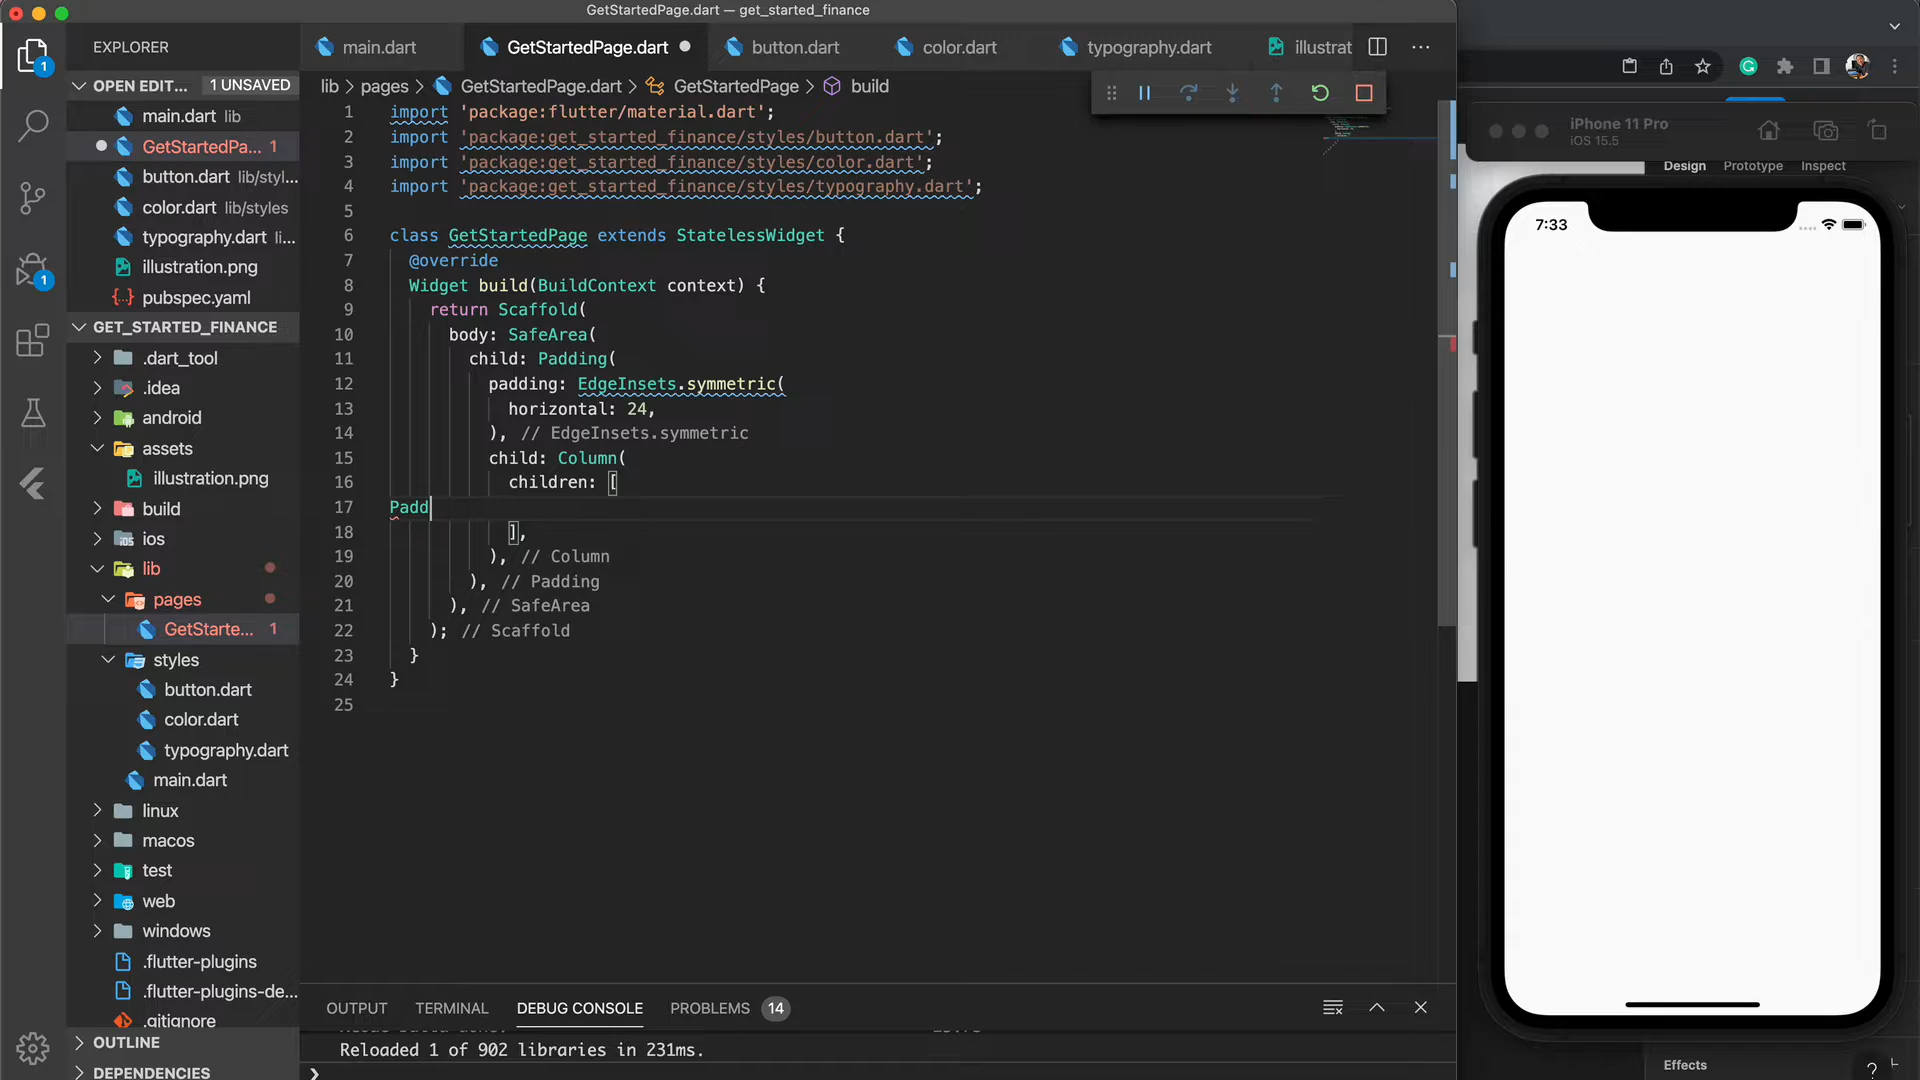 GetStartedPage.dart — get_started_finance
EXPLORER
main.dart
GetStartedPage.dart
button.dart
color.dart
typography.dart
illustrat
OPEN EDIT...
1 UNSAVED
lib
pages
GetStartedPage.dart
GetStartedPage
build
main.dart lib
GetStartedPa... 1
button.dart lib/styl...
color.dart lib/styles
typography.dart li...
illustration.png
pubspec.yaml
GET_STARTED_FINANCE
.dart_tool
.idea
android
assets
illustration.png
build
ios
lib
pages
GetStarte... 1
styles
button.dart
color.dart
typography.dart
main.dart
linux
macos
test
web
windows
.flutter-plugins
.flutter-plugins-de...
.gitignore
OUTLINE
DEPENDENCIES
1
1
1 import 'package:flutter/material.dart';
2 import 'package:get_started_finance/styles/button.dart';
3 import 'package:get_started_finance/styles/color.dart';
4 import 'package:get_started_finance/styles/typography.dart';
5
6 class GetStartedPage extends StatelessWidget {
7 @override
8 Widget build(BuildContext context) {
9 return Scaffold(
10 body: SafeArea(
11 child: Padding(
12 padding: EdgeInsets.symmetric(
13 horizontal: 24,
14 ), // EdgeInsets.symmetric
15 child: Column(
16 children: [
17 Padd
18 ],
19 ), // Column
20 ), // Padding
21 ), // SafeArea
22 ); // Scaffold
23 }
24 }
25
OUTPUT
TERMINAL
DEBUG CONSOLE
PROBLEMS 14
Reloaded 1 of 902 libraries in 231ms.
iPhone 11 Pro
iOS 15.5
Design
Prototype
Inspect
7:33
Effects
?